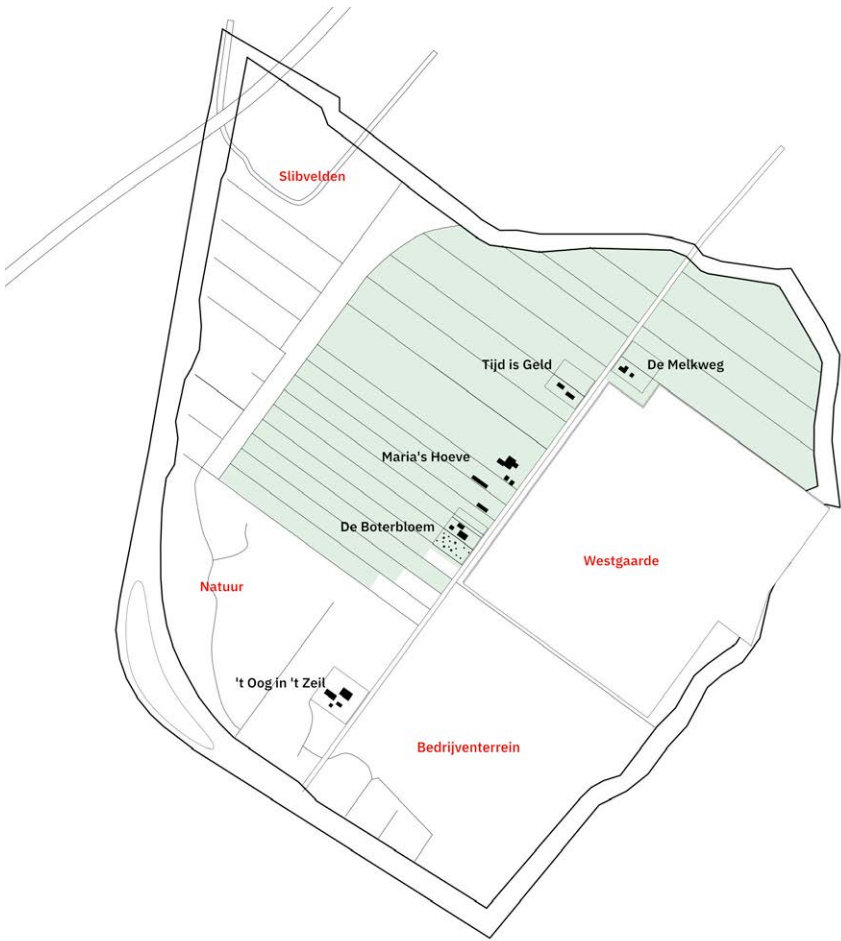 Slibvelden
Tijd is Geld
De Melkweg
Maria's Hoeve
De Boterbloem
Westgaarde
Natuur
't Oog in 't Zeil
Bedrijventerrein